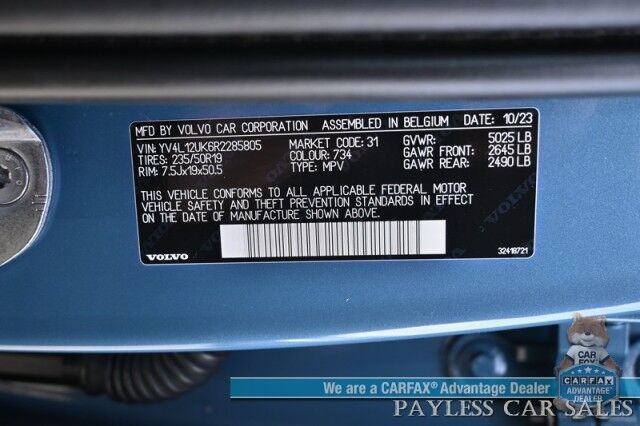 MFD BY VOLVO CAR CORPORATION ASSEMBLED IN BELGIUM DATE: 10/23
VIN: YV4L12UK6R2285805 MARKET CODE: 31 GVWR: 5025 LB
TIRES: 235/50R19 COLOUR: 734 GAWR FRONT: 2645 LB
RIM: 7.5Jx19x50.5 TYPE: MPV GAWR REAR: 2490 LB
THIS VEHICLE CONFORMS TO ALL APPLICABLE FEDERAL MOTOR
VEHICLE SAFETY AND THEFT PREVENTION STANDARDS IN EFFECT
ON THE DATE OF MANUFACTURE SHOWN ABOVE.
VOLVO 32418721
CAR FOX
CARFAX
ADVANTAGE
DEALER
We are a CARFAX® Advantage Dealer
PAYLESS CAR SALES